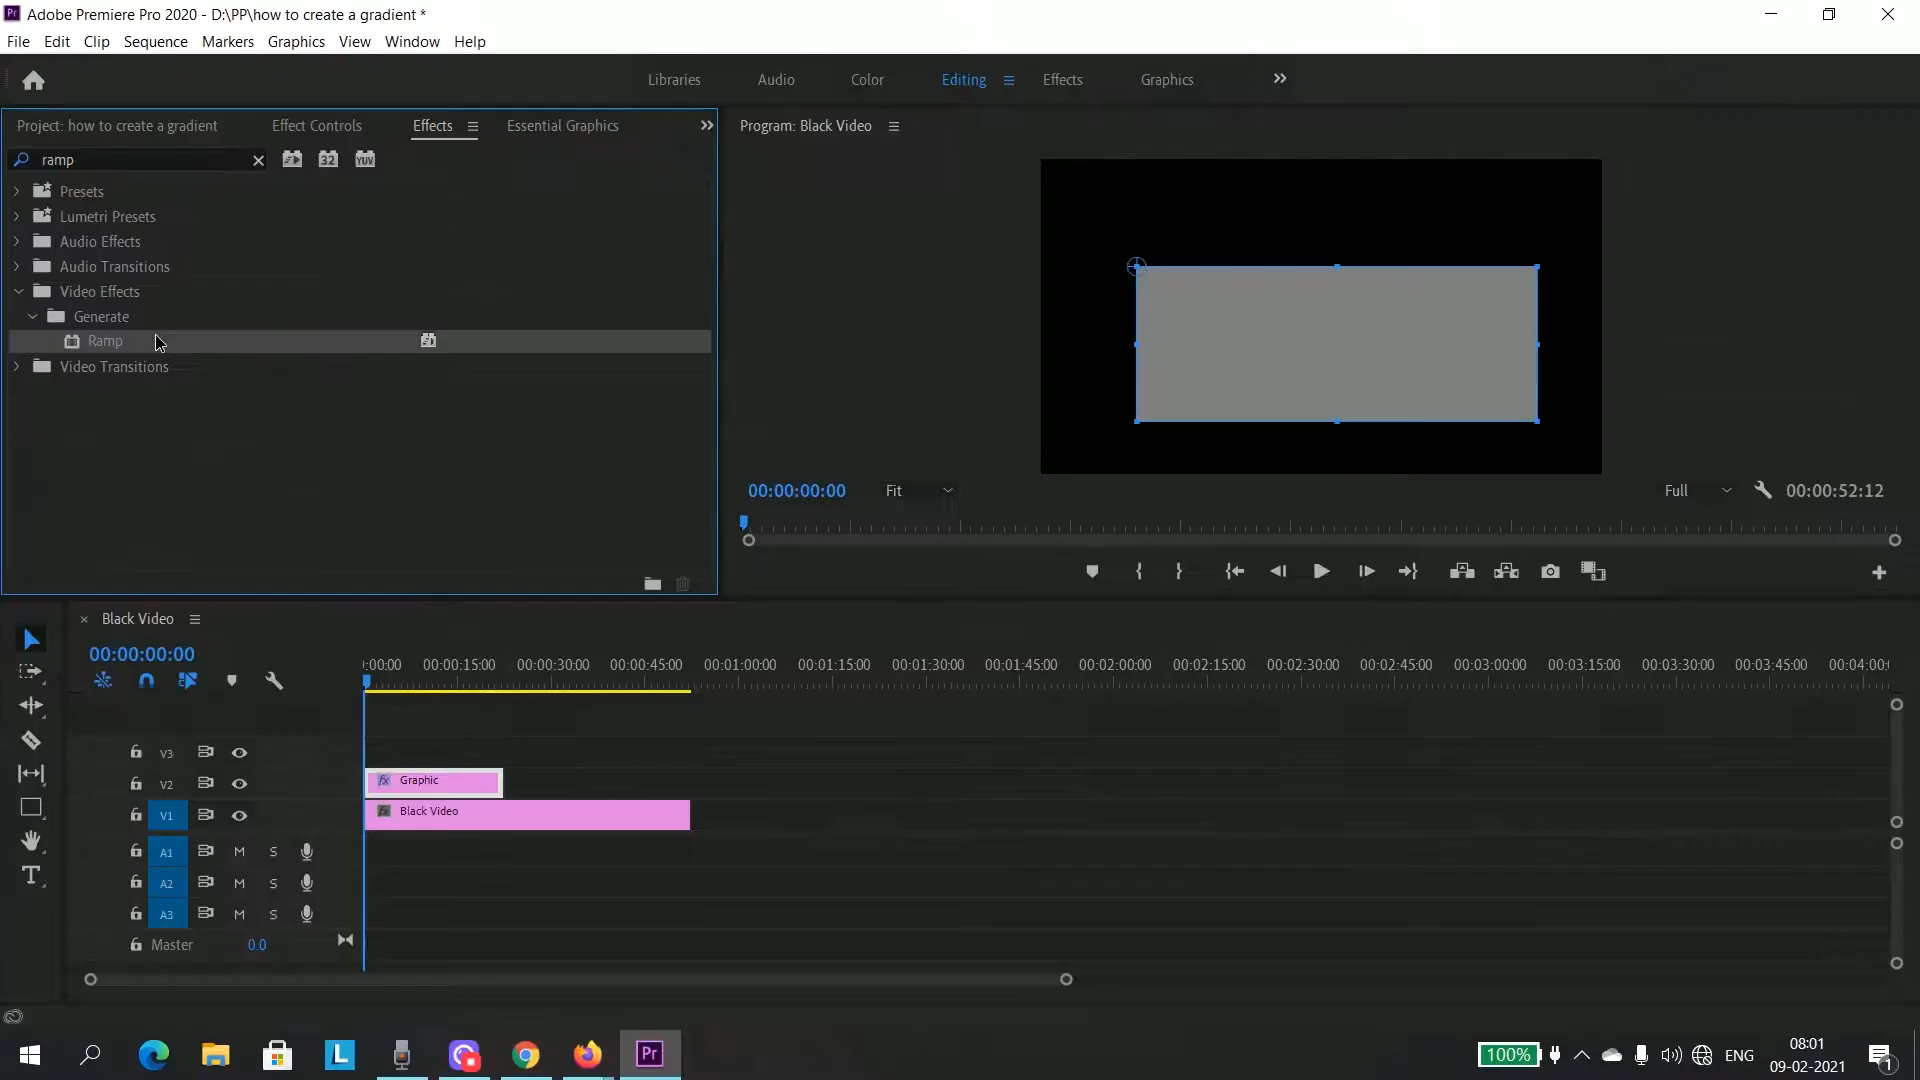 Adobe Premiere Pro 2020 - D:\PP\how to create a gradient *
File Edit Clip Sequence Markers Graphics View Window Help
Libraries Audio Color Editing Effects Graphics
Project: how to create a gradient Effect Controls Effects Essential Graphics
Program: Black Video
ramp
32 YUV
Presets
Lumetri Presets
Audio Effects
Audio Transitions
Video Effects
Generate
Ramp
Video Transitions
00:00:00:00 Fit Full 00:00:52:12
Black Video
00:00:00:00
:00:00 00:00:15:00 00:00:30:00 00:00:45:00 00:01:00:00 00:01:15:00 00:01:30:00 00:01:45:00 00:02:00:00 00:02:15:00 00:02:30:00 00:02:45:00 00:03:00:00 00:03:15:00 00:03:30:00 00:03:45:00 00:04:00:0
V3
V2 fx Graphic
V1 fx Black Video
A1 M S
A2 M S
A3 M S
Master 0.0
T
L Pr 100% ENG
08:01
09-02-2021
1